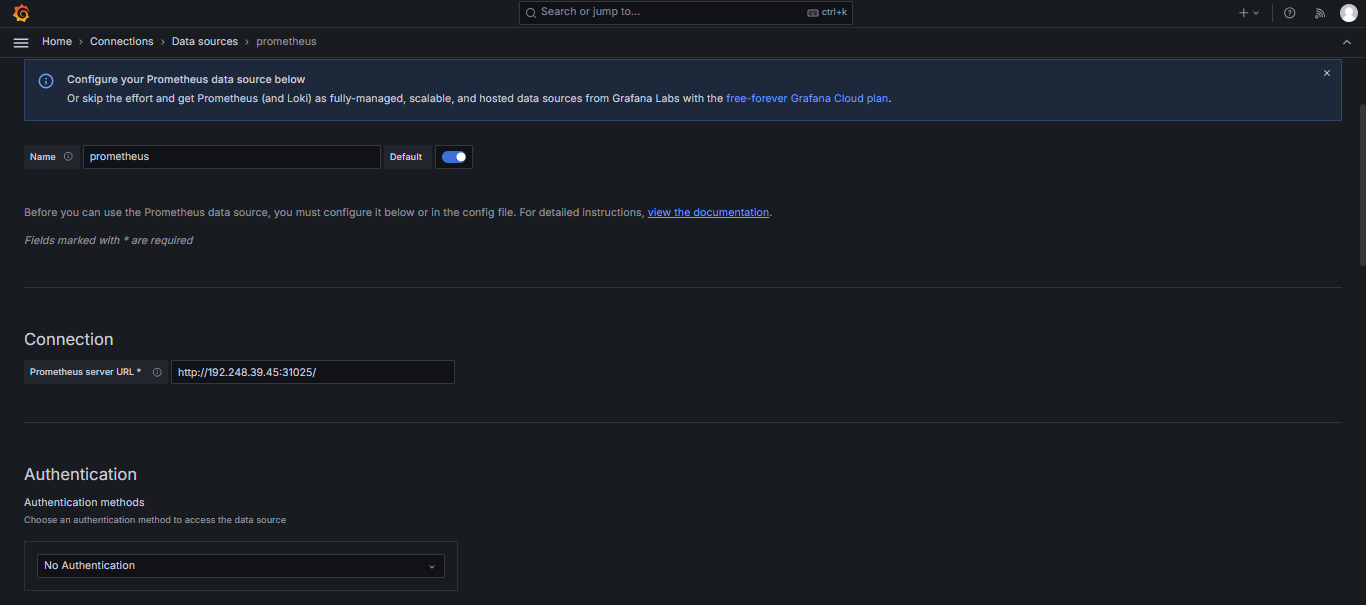 Search or jump to...
ctrl+k
Home › Connections › Data sources › prometheus
Configure your Prometheus data source below
Or skip the effort and get Prometheus (and Loki) as fully-managed, scalable, and hosted data sources from Grafana Labs with the free-forever Grafana Cloud plan.
Name prometheus Default
Before you can use the Prometheus data source, you must configure it below or in the config file. For detailed instructions, view the documentation.
Fields marked with * are required
Connection
Prometheus server URL * http://192.248.39.45:31025/
Authentication
Authentication methods
Choose an authentication method to access the data source
No Authentication